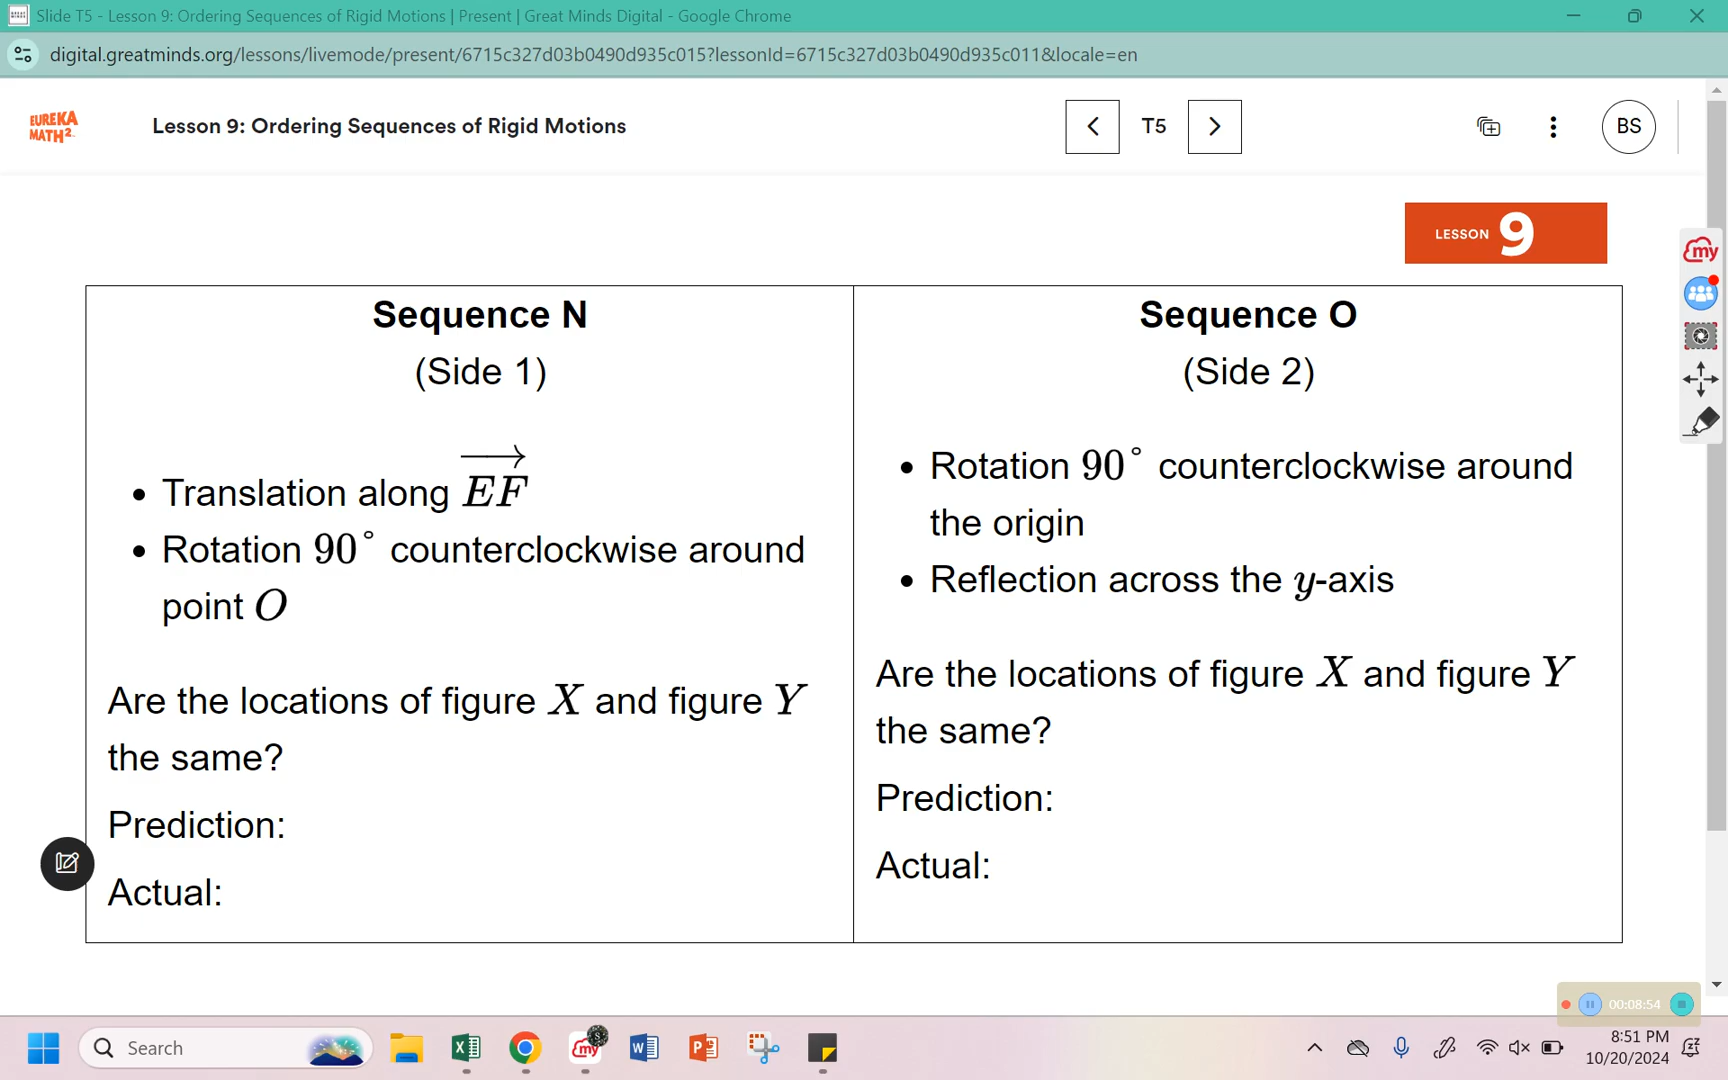 Slide T5 - Lesson 9: Ordering Sequences of Rigid Motions | Present | Great Minds Digital - Google Chrome
digital.greatminds.org/lessons/livemode/present/6715c327d03b0490d935c015?lessonId=6715c327d03b0490d935c011&locale=en
EUREKA
MATH²
Lesson 9: Ordering Sequences of Rigid Motions
T5
BS
LESSON 9
my
Sequence N
(Side 1)
• Translation along \overrightarrow{EF}
• Rotation 90° counterclockwise around
point O
Are the locations of figure X and figure Y
the same?
Prediction:
Actual:
Sequence O
(Side 2)
• Rotation 90° counterclockwise around
the origin
• Reflection across the y-axis
Are the locations of figure X and figure Y
the same?
Prediction:
Actual:
00:08:54
Search
my
S
8:51 PM
10/20/2024